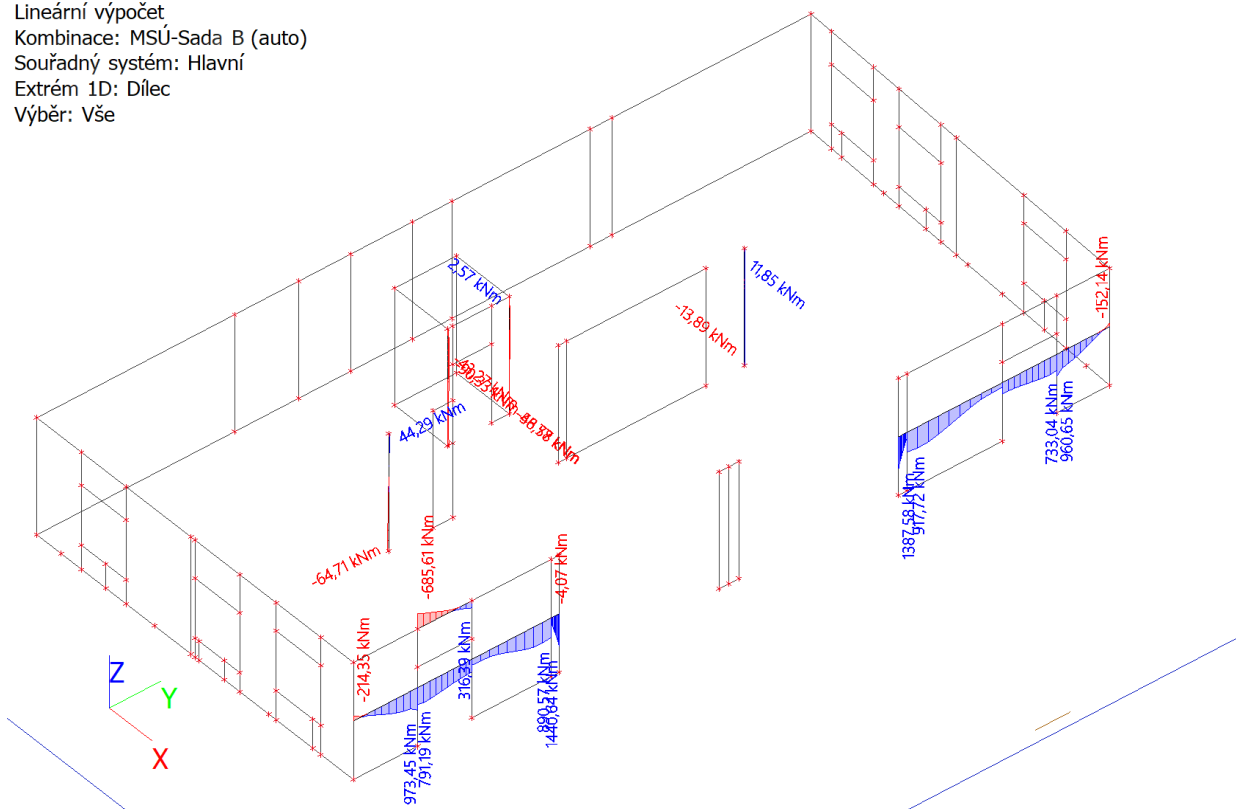 Lineární výpočet
Kombinace: MSÚ-Sada B (auto)
Souřadný systém: Hlavní
Extrém 1D: Dílec
Výběr: Vše
-152,14 kNm
2,57 kNm
11,85 kNm
-13,89 kNm
44,29 kNm
-64,71 kNm
-685,61 kNm
-4,07 kNm
-214,35 kNm
316,39 kNm
733,04 kNm
960,65 kNm
1387,58 kNm
917,72 kNm
973,45 kNm
791,19 kNm
890,57 kNm
Z
Y
X